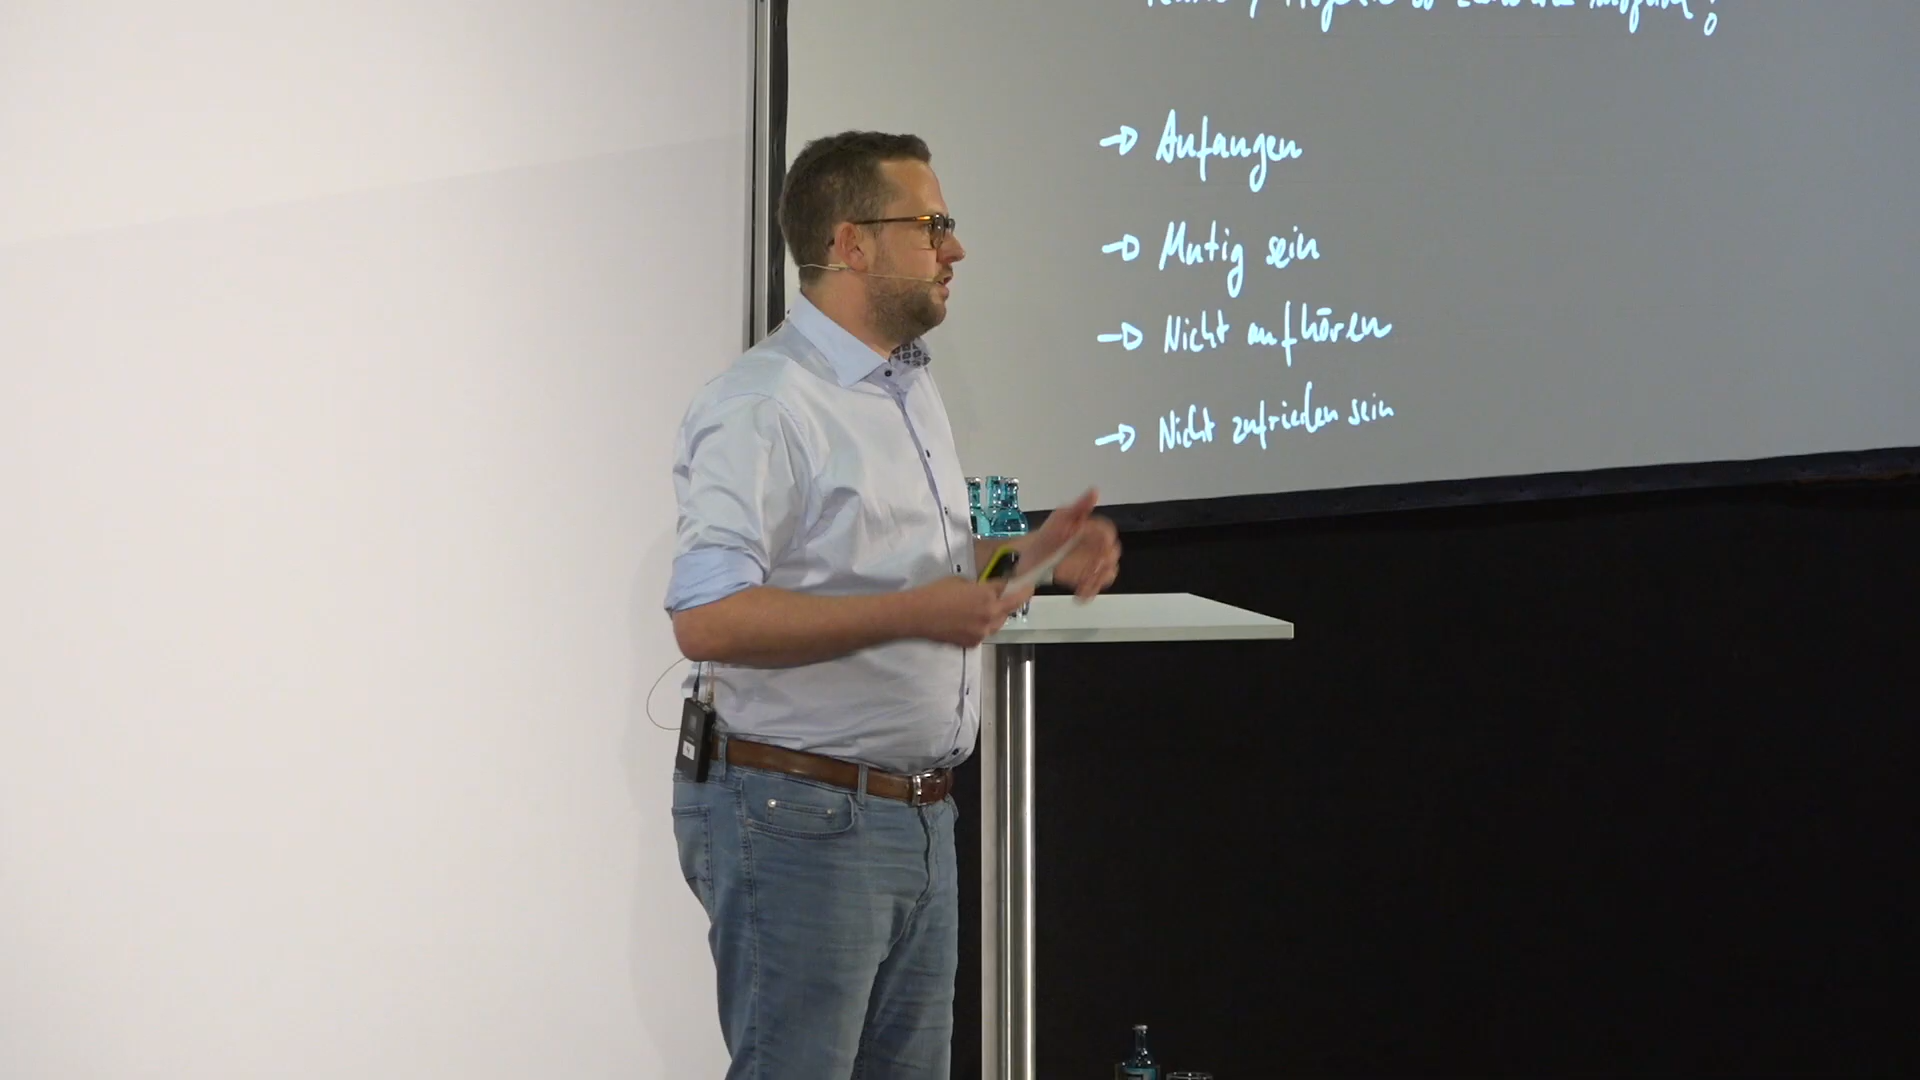 Anfangen
Mutig sein
Nicht aufhören
Nicht zufrieden sein